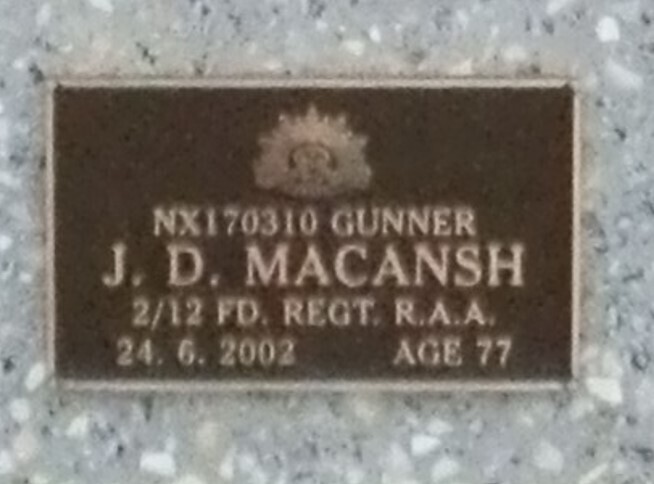 NX170310 GUNNER
J. D. MACANSH
2/12 FD. REGT. R.A.A.
24. 6. 2002 AGE 77